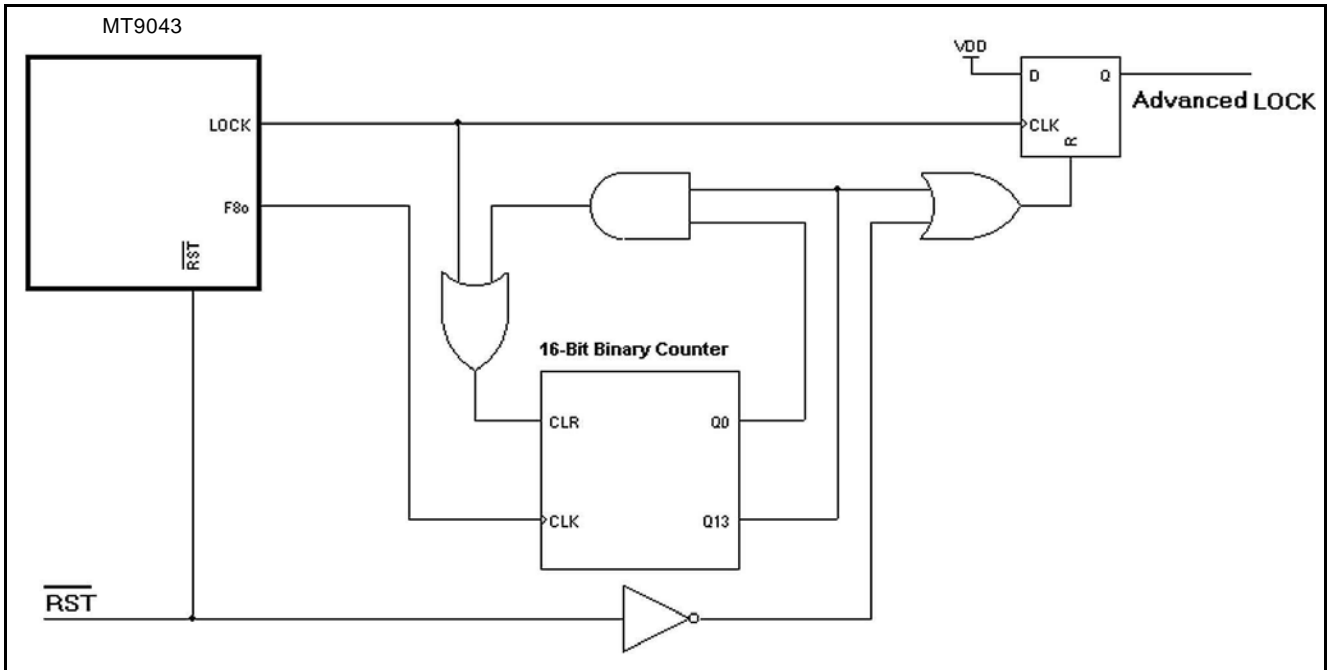 MT9043
VDD
D
Q
LOCK
CLK
Advanced LOCK
R
F8o
RST
16-Bit Binary Counter
CLR
Q0
CLK
Q13
RST